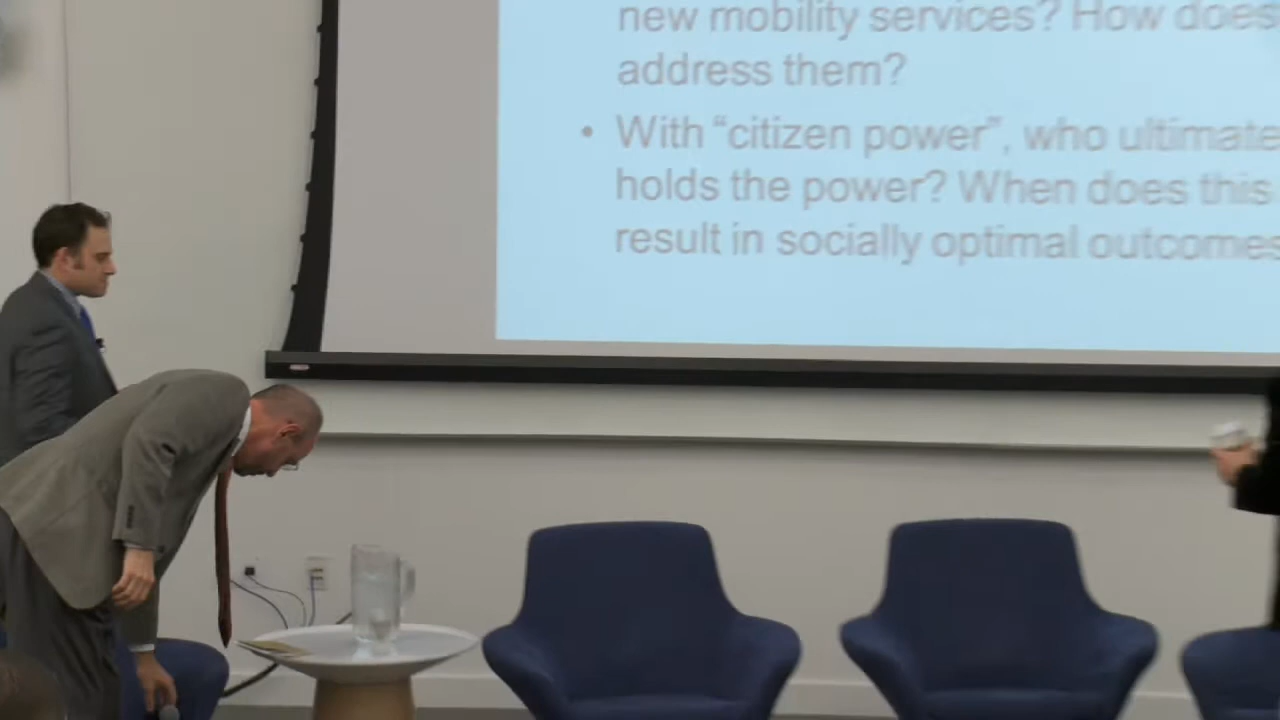 new mobility services? How does
address them?
• With “citizen power”, who ultimate
holds the power? When does this
result in socially optimal outcomes